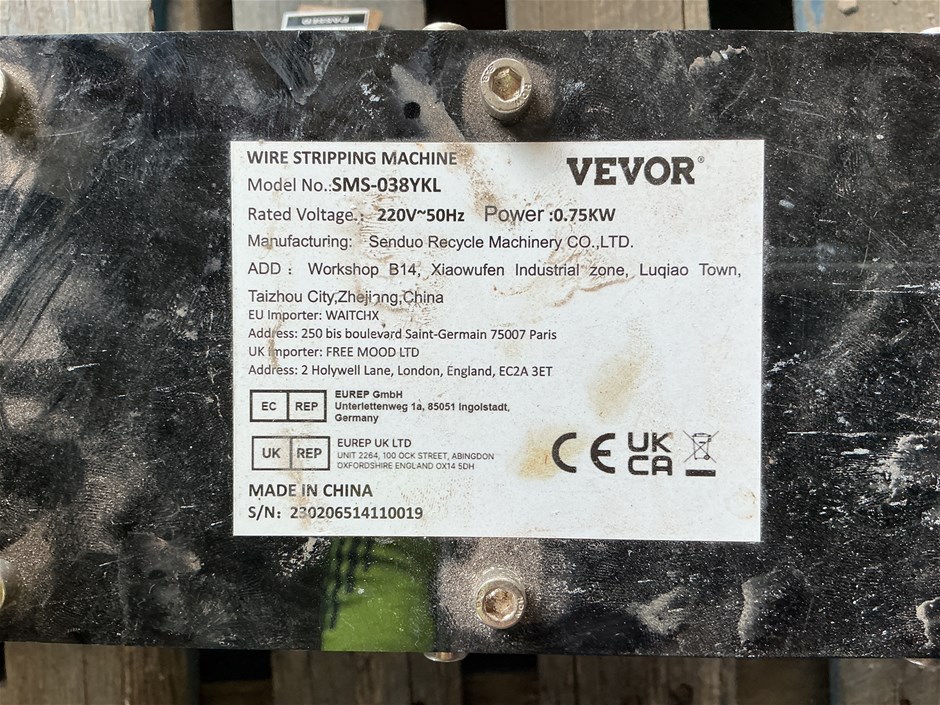 WIRE STRIPPING MACHINE
VEVOR®
Model No.:SMS-038YKL
Rated Voltage.: 220V~50Hz Power :0.75KW
Manufacturing: Senduo Recycle Machinery CO.,LTD.
ADD : Workshop B14, Xiaowufen Industrial zone, Luqiao Town,
Taizhou City,Zhejiang,China
EU Importer: WAITCHX
Address: 250 bis boulevard Saint-Germain 75007 Paris
UK Importer: FREE MOOD LTD
Address: 2 Holywell Lane, London, England, EC2A 3ET
EC REP
EUREP GmbH
Unterlettenweg 1a, 85051 Ingolstadt,
Germany
UK REP
EUREP UK LTD
UNIT 2264, 100 OCK STREET, ABINGDON
OXFORDSHIRE ENGLAND OX14 5DH
CE
UK
CA
MADE IN CHINA
S/N: 230206514110019